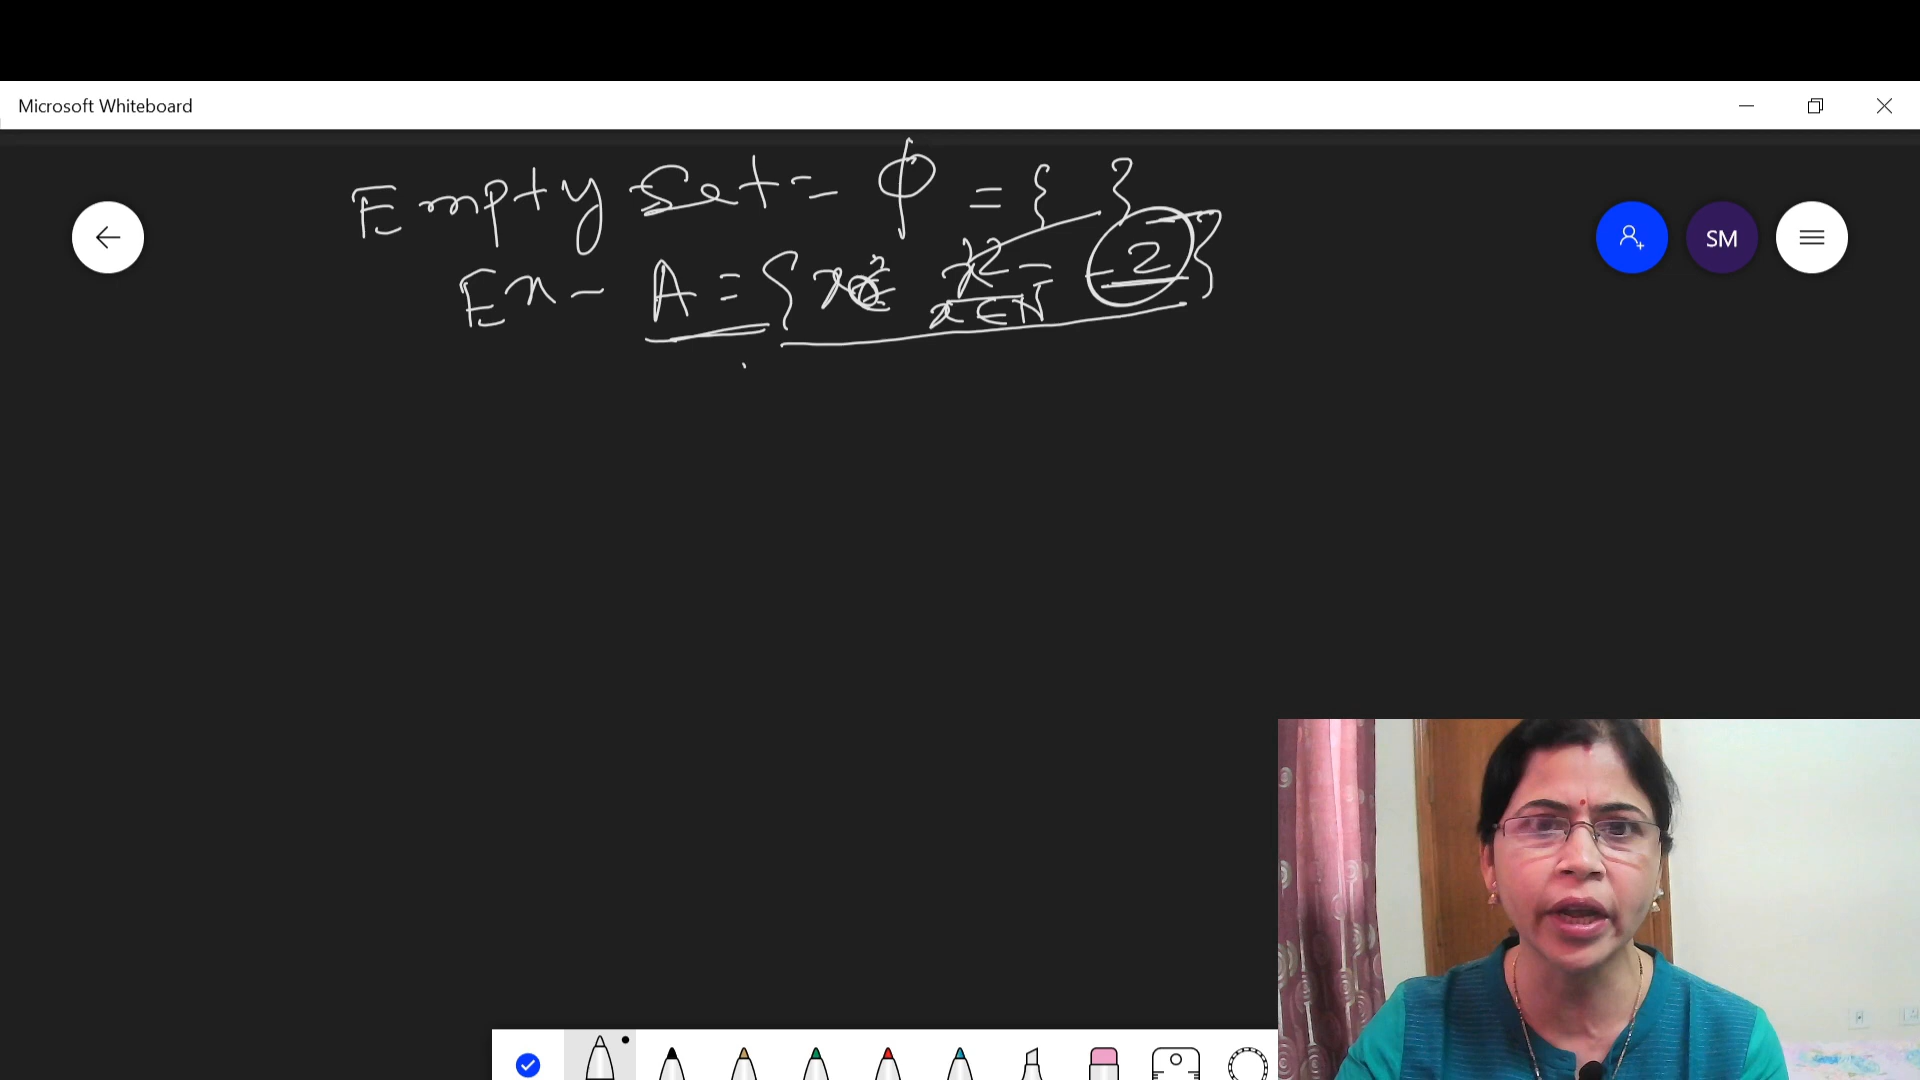 Microsoft Whiteboard
Empty Set = ϕ = { }
SM
Ex - A = { x x² = -2 }
x ∈ N